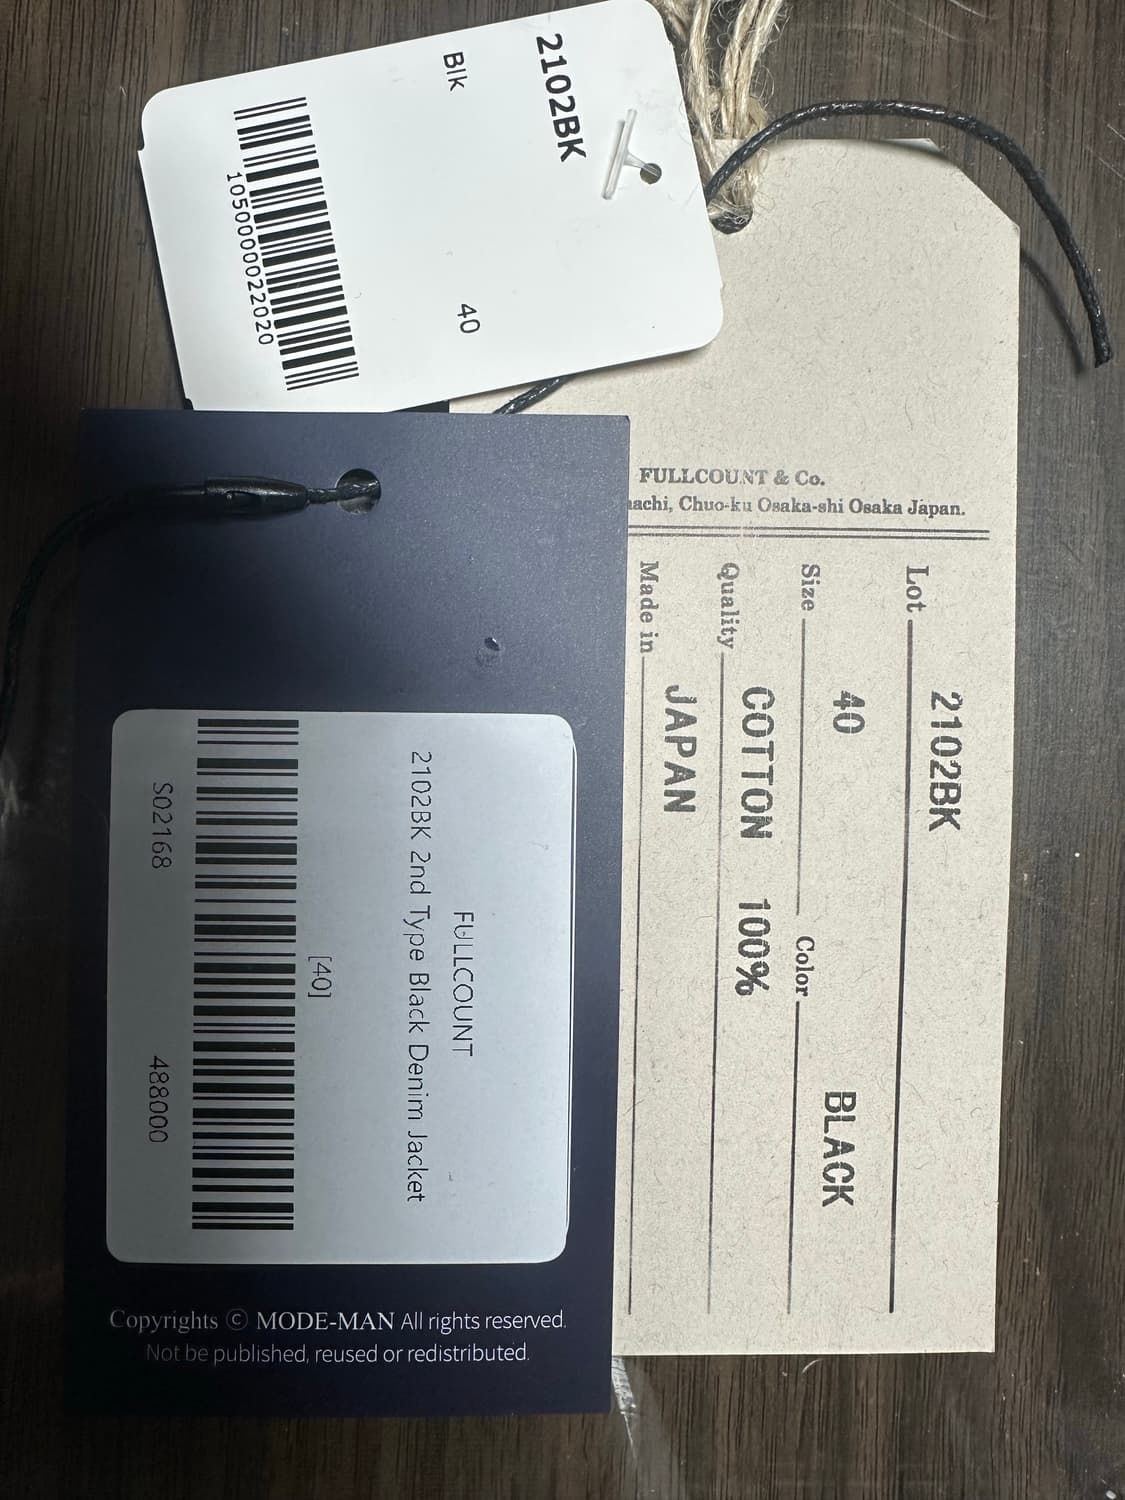 2102BK
Blk
40
1050000022020
FULLCOUNT & Co.
achi, Chuo-ku Osaka-shi Osaka Japan.
Lot 2102BK
Size 40 Color BLACK
Quality COTTON 100%
Made in JAPAN
FULLCOUNT
2102BK 2nd Type Black Denim Jacket
[40]
S02168 488000
Copyrights © MODE-MAN All rights reserved.
Not be published, reused or redistributed.